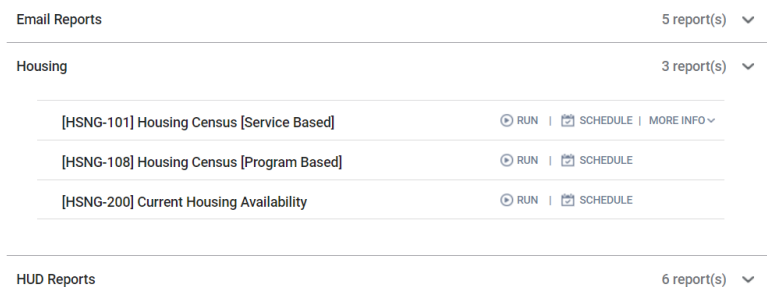 Email Reports 5 report(s)
Housing 3 report(s)
[HSNG-101] Housing Census [Service Based] RUN | SCHEDULE | MORE INFO
[HSNG-108] Housing Census [Program Based] RUN | SCHEDULE
[HSNG-200] Current Housing Availability RUN | SCHEDULE
HUD Reports 6 report(s)